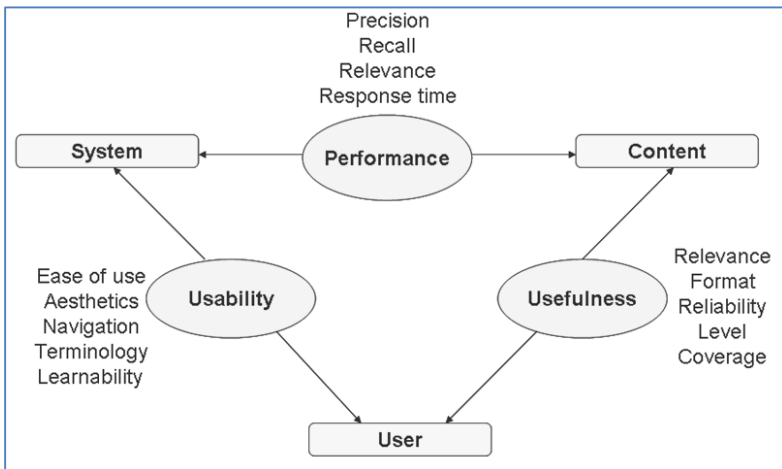 Precision
Recall
Relevance
Response time
System
Performance
Content
Ease of use
Aesthetics
Navigation
Terminology
Learnability
Usability
Usefulness
Relevance
Format
Reliability
Level
Coverage
User